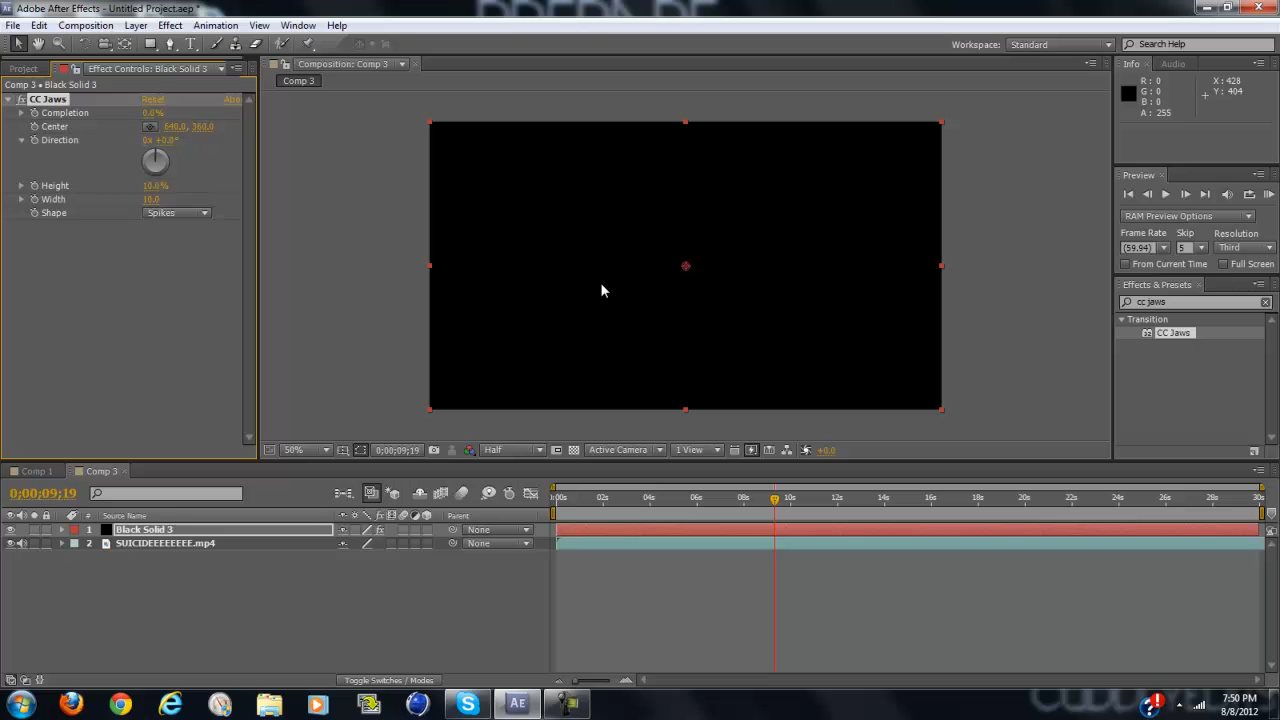 Adobe After Effects - Untitled Project.aep *
File Edit Composition Layer Effect Animation View Window Help
Workspace: Standard Search Help
Project Effect Controls: Black Solid 3
Composition: Comp 3
Info Audio
Comp 3 • Black Solid 3
Comp 3
fx CC Jaws Reset Abo
Completion 0.0%
Center 640.0, 360.0
Direction 0x +0.0°
Height 10.0%
Width 10.0
Shape Spikes
R : 0
G : 0
B : 0
A : 255
X : 428
Y : 404
Preview
RAM Preview Options
Frame Rate Skip Resolution
(59.94) 5 Third
From Current Time Full Screen
Effects & Presets
cc jaws
Transition
CC Jaws
50% 0;00;09;19 Half Active Camera 1 View +0.0
Comp 1 Comp 3
0;00;09;19
00s 02s 04s 06s 08s 10s 12s 14s 16s 18s 20s 22s 24s 26s 28s 30s
# Source Name Parent
1 Black Solid 3 None
2 SUICIDEEEEEEEE.mp4 None
Toggle Switches / Modes
7:50 PM
8/8/2012